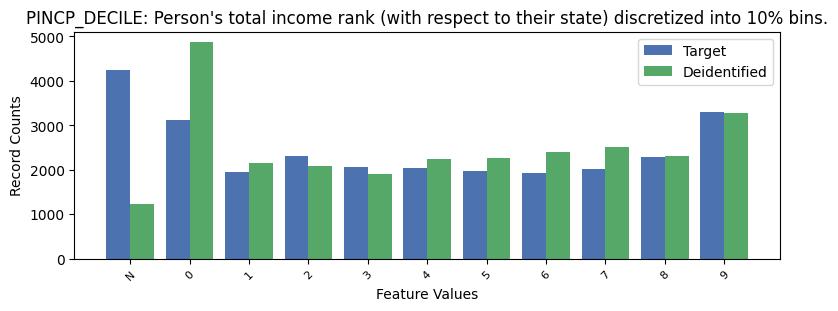 PINCP_DECILE: Person's total income rank (with respect to their state) discretized into 10% bins.
Target
Deidentified
Record Counts
5000
4000
3000
2000
1000
0
N 0 1 2 3 4 5 6 7 8 9
Feature Values